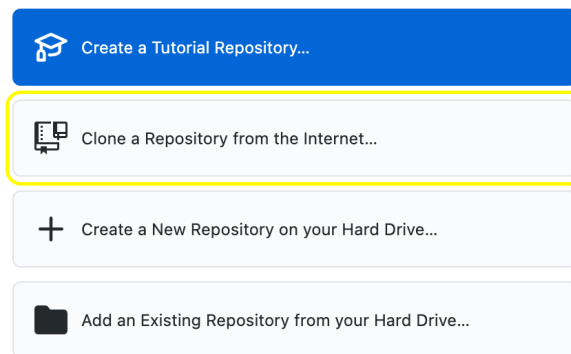 Create a Tutorial Repository...
Clone a Repository from the Internet...
Create a New Repository on your Hard Drive...
Add an Existing Repository from your Hard Drive...